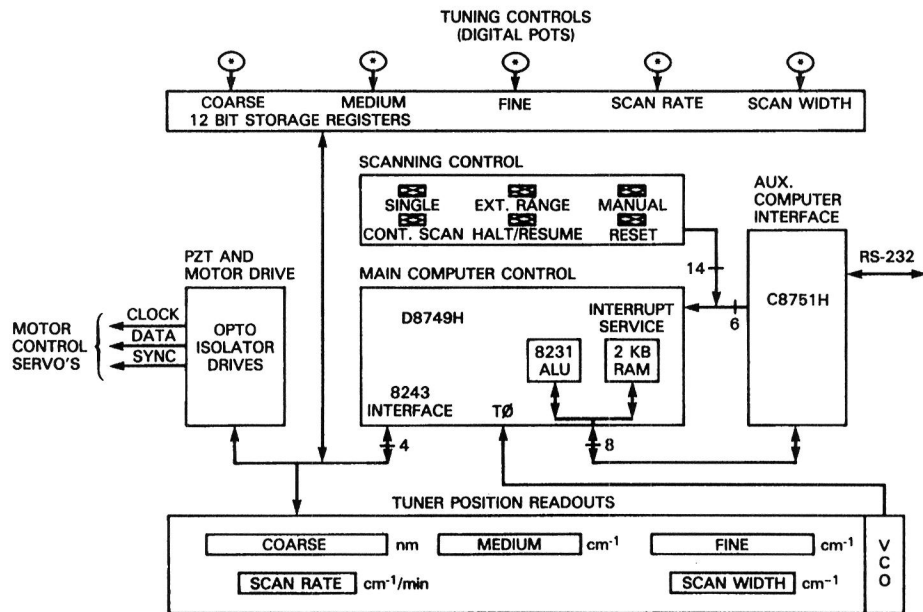 TUNING CONTROLS
(DIGITAL POTS)
* * * * *
COARSE MEDIUM FINE SCAN RATE SCAN WIDTH
12 BIT STORAGE REGISTERS
SCANNING CONTROL
SINGLE EXT. RANGE MANUAL
CONT. SCAN HALT/RESUME RESET
AUX.
COMPUTER
INTERFACE
RS-232
C8751H
14
6
PZT AND
MOTOR DRIVE
MOTOR
CONTROL
SERVO'S
CLOCK
DATA
SYNC
OPTO
ISOLATOR
DRIVES
MAIN COMPUTER CONTROL
D8749H
INTERRUPT
SERVICE
8231
ALU
2 KB
RAM
8243
INTERFACE
TØ
4
8
TUNER POSITION READOUTS
COARSE nm MEDIUM cm⁻¹ FINE cm⁻¹
SCAN RATE cm⁻¹/min SCAN WIDTH cm⁻¹
VCO